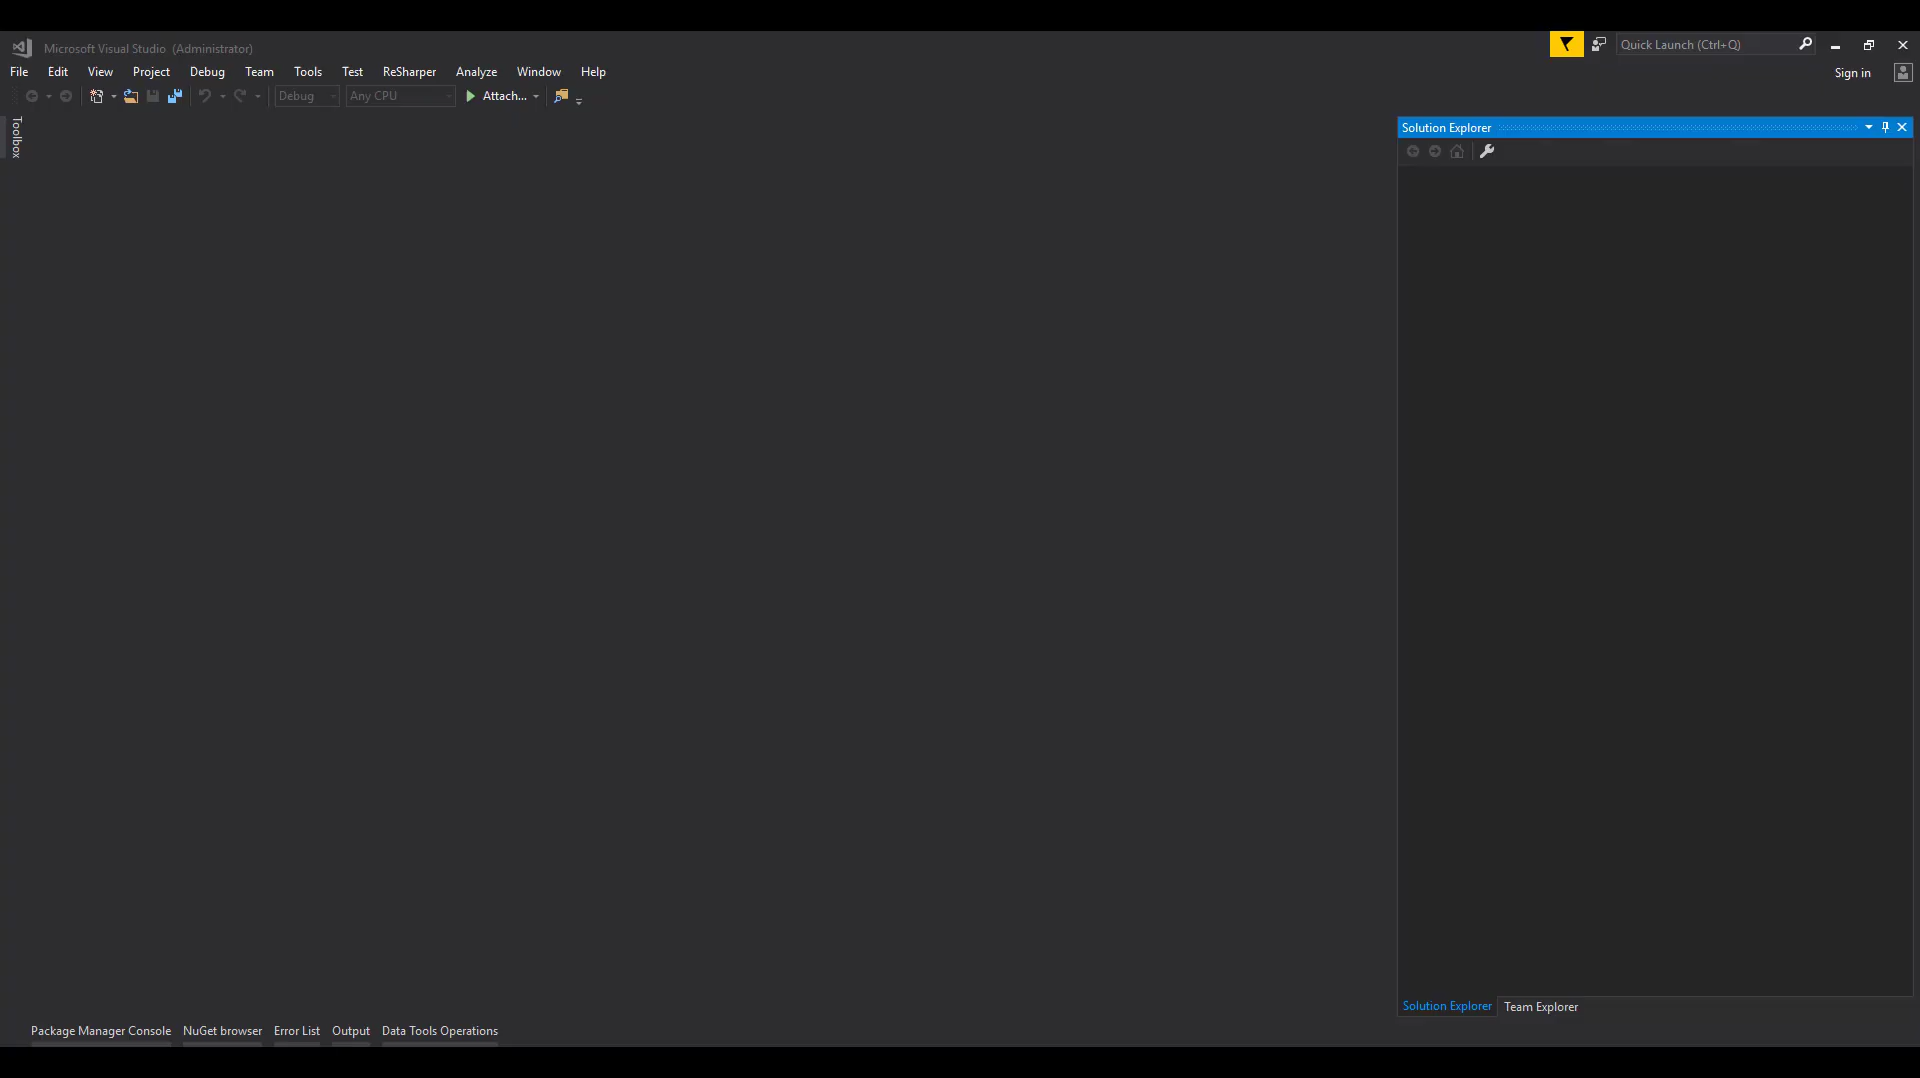 Microsoft Visual Studio (Administrator)
Quick Launch (Ctrl+Q)
File Edit View Project Debug Team Tools Test ReSharper Analyze Window Help
Sign in
Debug Any CPU Attach...
Toolbox
Solution Explorer
Solution Explorer Team Explorer
Package Manager Console NuGet browser Error List Output Data Tools Operations